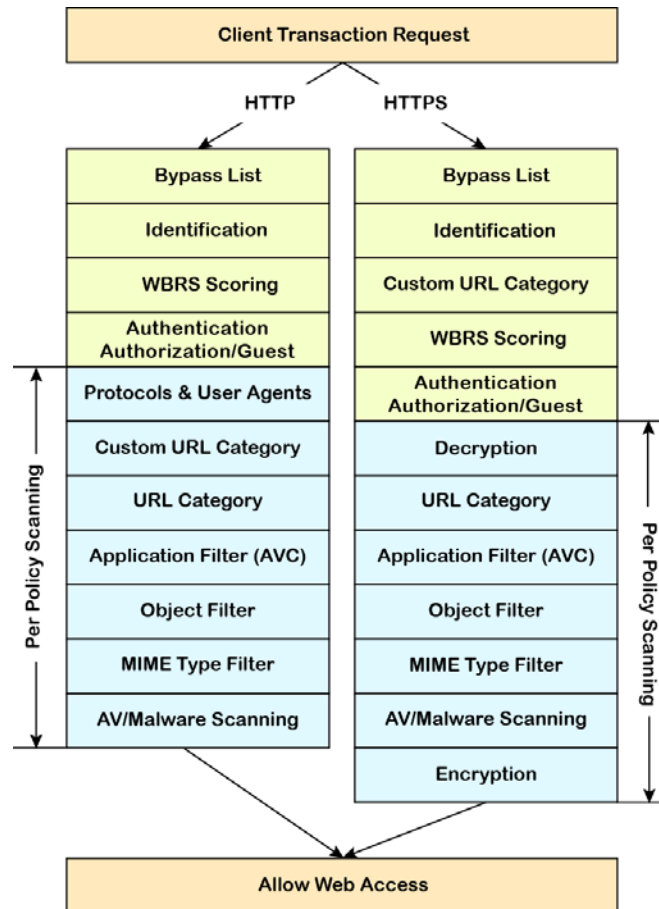 Client Transaction Request
HTTP
HTTPS
Bypass List
Identification
WBRS Scoring
Authentication
Authorization/Guest
Protocols & User Agents
Custom URL Category
URL Category
Application Filter (AVC)
Object Filter
MIME Type Filter
AV/Malware Scanning
Per Policy Scanning
Bypass List
Identification
Custom URL Category
WBRS Scoring
Authentication
Authorization/Guest
Decryption
URL Category
Application Filter (AVC)
Object Filter
MIME Type Filter
AV/Malware Scanning
Encryption
Per Policy Scanning
Allow Web Access